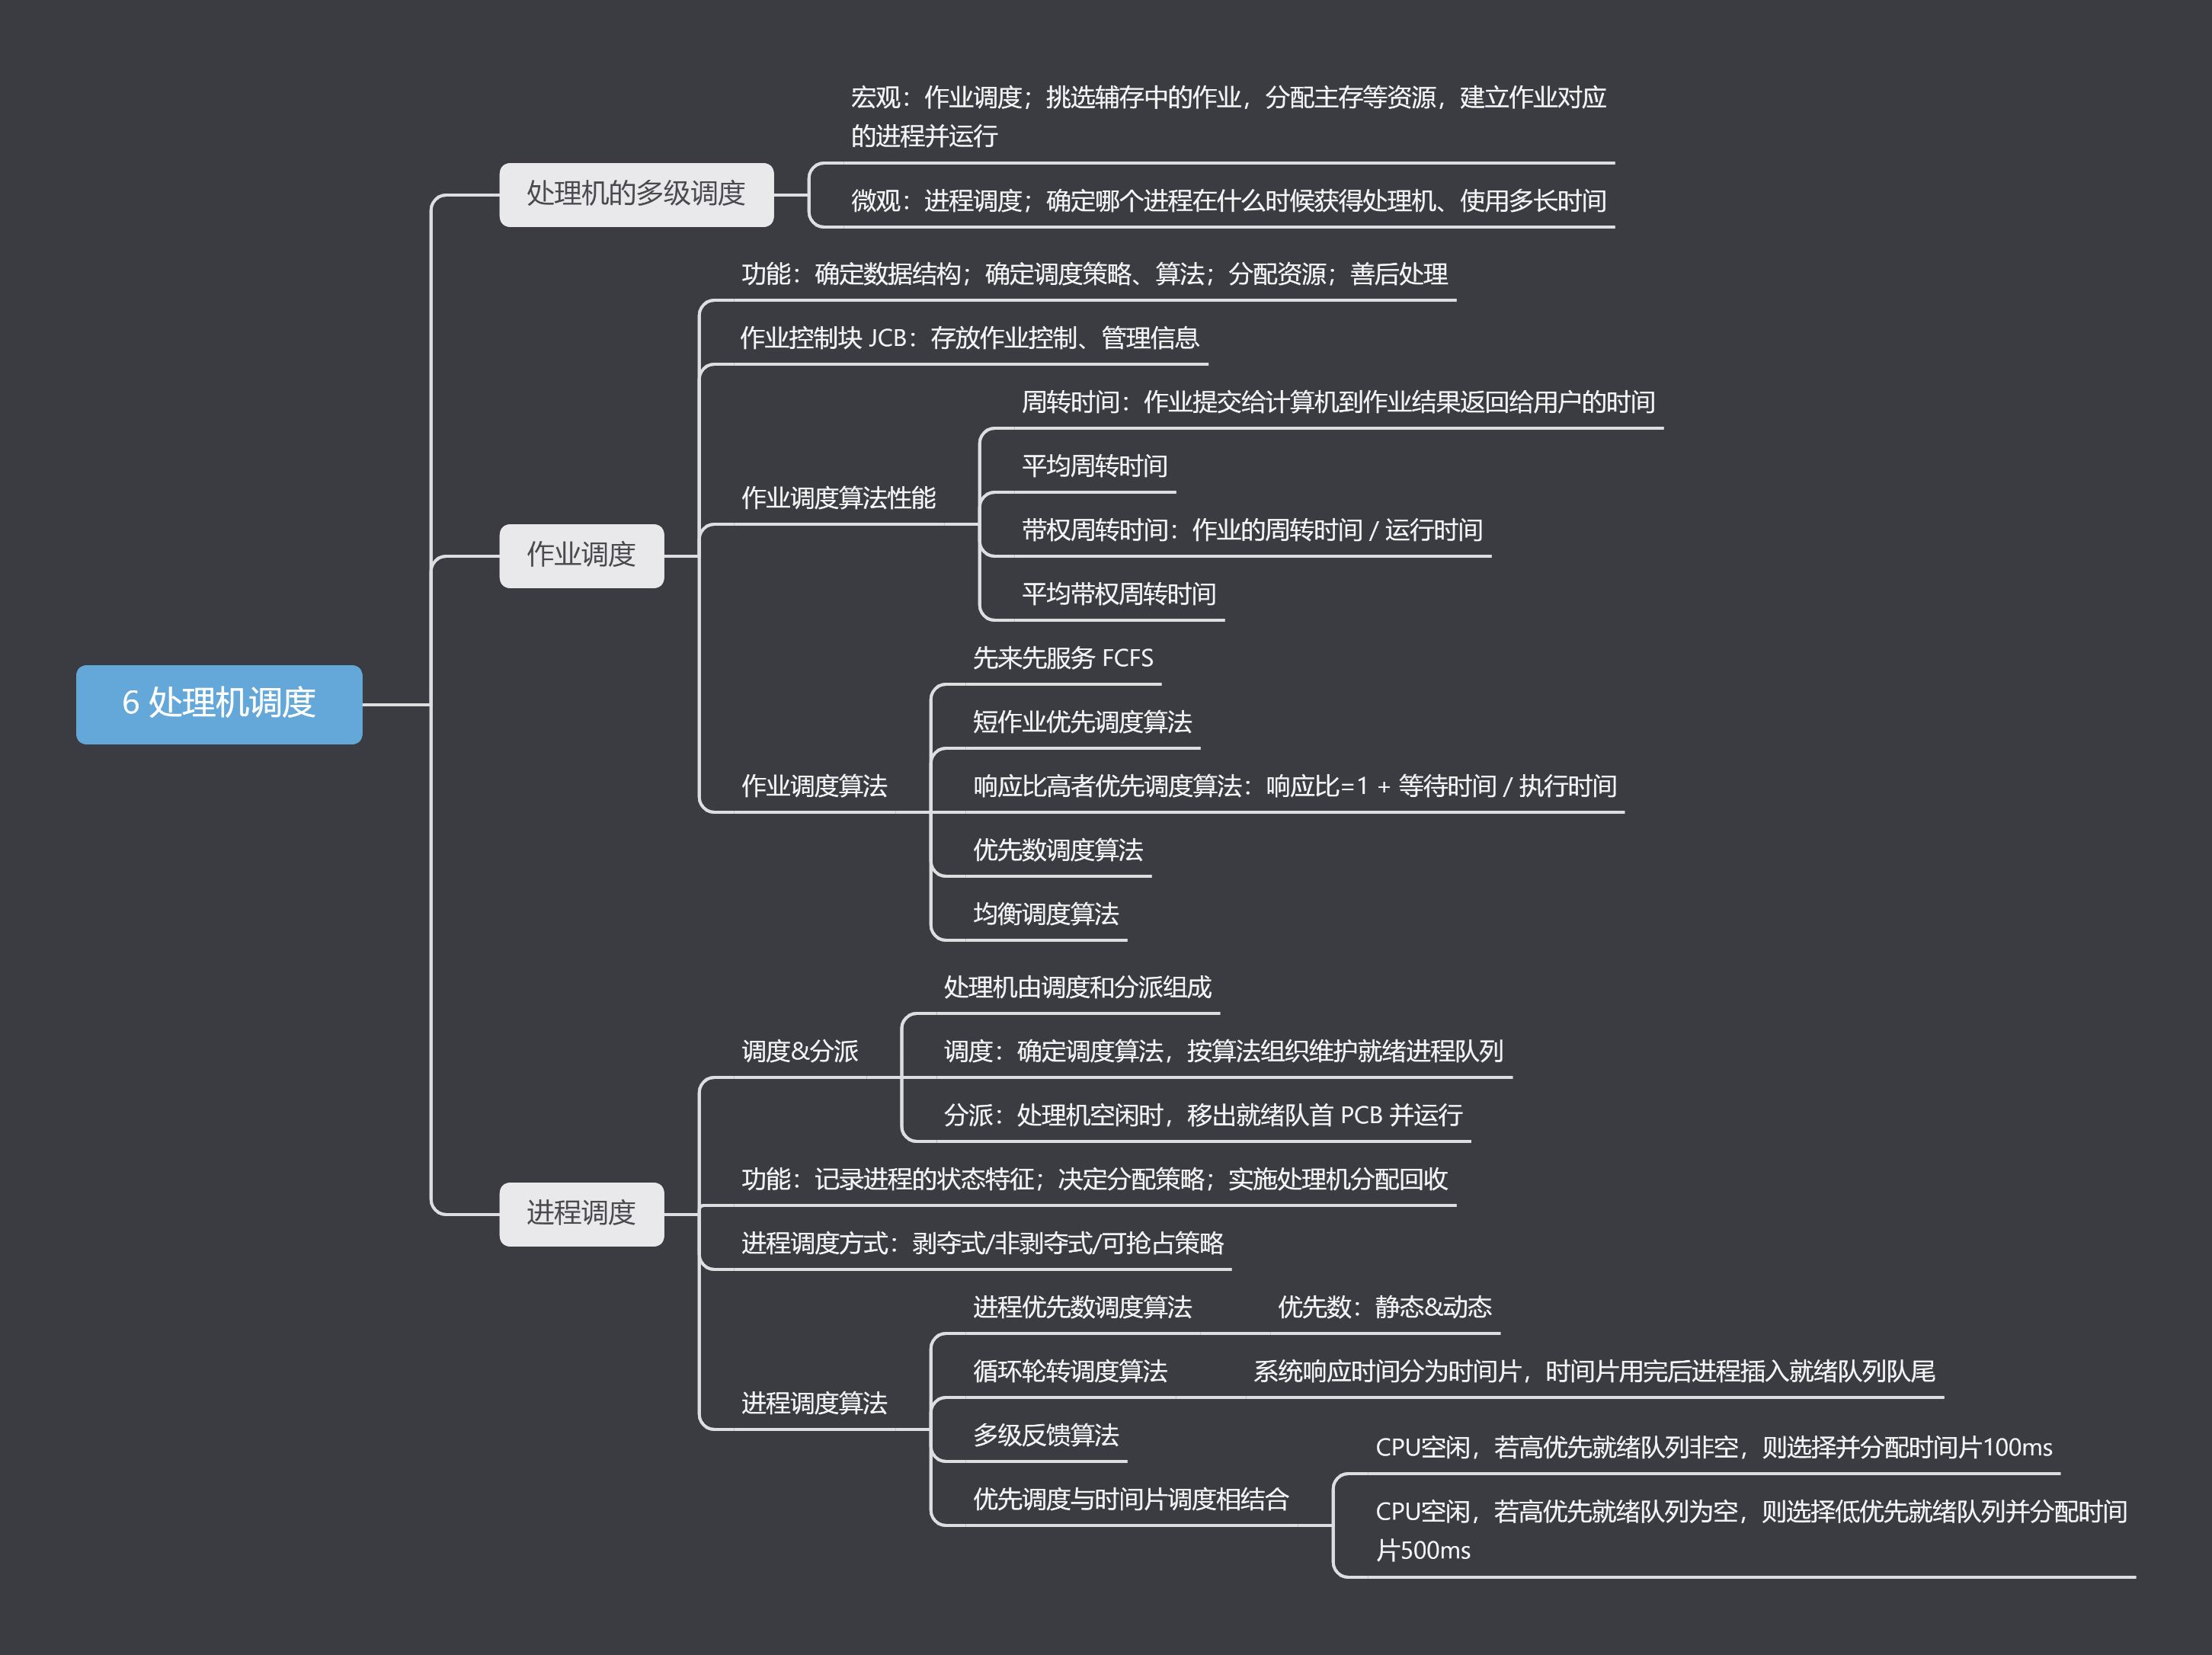 6 处理机调度
处理机的多级调度
宏观：作业调度；挑选辅存中的作业，分配主存等资源，建立作业对应
的进程并运行
微观：进程调度；确定哪个进程在什么时候获得处理机、使用多长时间
作业调度
功能：确定数据结构；确定调度策略、算法；分配资源；善后处理
作业控制块 JCB：存放作业控制、管理信息
作业调度算法性能
周转时间：作业提交给计算机到作业结果返回给用户的时间
平均周转时间
带权周转时间：作业的周转时间 / 运行时间
平均带权周转时间
作业调度算法
先来先服务 FCFS
短作业优先调度算法
响应比高者优先调度算法：响应比=1 + 等待时间 / 执行时间
优先数调度算法
均衡调度算法
进程调度
调度&分派
处理机由调度和分派组成
调度：确定调度算法，按算法组织维护就绪进程队列
分派：处理机空闲时，移出就绪队首 PCB 并运行
功能：记录进程的状态特征；决定分配策略；实施处理机分配回收
进程调度方式：剥夺式/非剥夺式/可抢占策略
进程调度算法
进程优先数调度算法
优先数：静态&动态
循环轮转调度算法
系统响应时间分为时间片，时间片用完后进程插入就绪队列队尾
多级反馈算法
优先调度与时间片调度相结合
CPU空闲，若高优先就绪队列非空，则选择并分配时间片100ms
CPU空闲，若高优先就绪队列为空，则选择低优先就绪队列并分配时间
片500ms